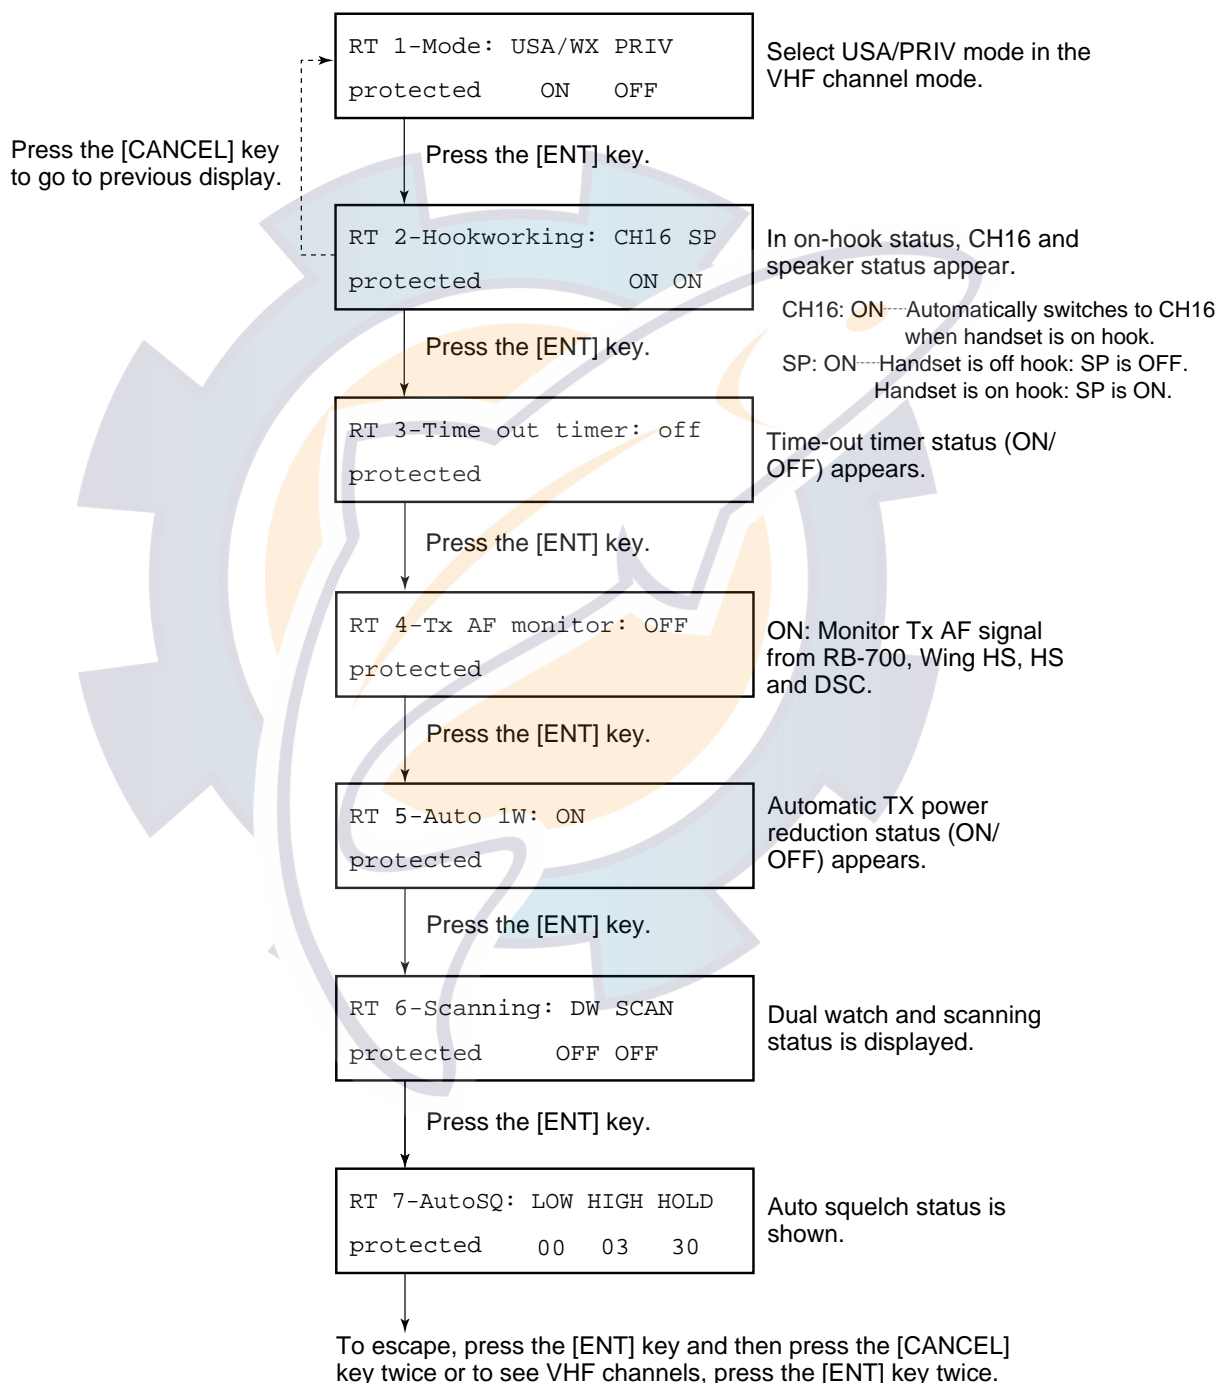 RT 1-Mode: USA/WX PRIV
protected ON OFF
Select USA/PRIV mode in the
VHF channel mode.
Press the [CANCEL] key
to go to previous display.
Press the [ENT] key.
RT 2-Hookworking: CH16 SP
protected ON ON
In on-hook status, CH16 and
speaker status appear.
CH16: ON Automatically switches to CH16
when handset is on hook.
SP: ON Handset is off hook: SP is OFF.
Handset is on hook: SP is ON.
Press the [ENT] key.
RT 3-Time out timer: off
protected
Time-out timer status (ON/
OFF) appears.
Press the [ENT] key.
RT 4-Tx AF monitor: OFF
protected
ON: Monitor Tx AF signal
from RB-700, Wing HS, HS
and DSC.
Press the [ENT] key.
RT 5-Auto 1W: ON
protected
Automatic TX power
reduction status (ON/
OFF) appears.
Press the [ENT] key.
RT 6-Scanning: DW SCAN
protected OFF OFF
Dual watch and scanning
status is displayed.
Press the [ENT] key.
RT 7-AutoSQ: LOW HIGH HOLD
protected 00 03 30
Auto squelch status is
shown.
To escape, press the [ENT] key and then press the [CANCEL]
key twice or to see VHF channels, press the [ENT] key twice.